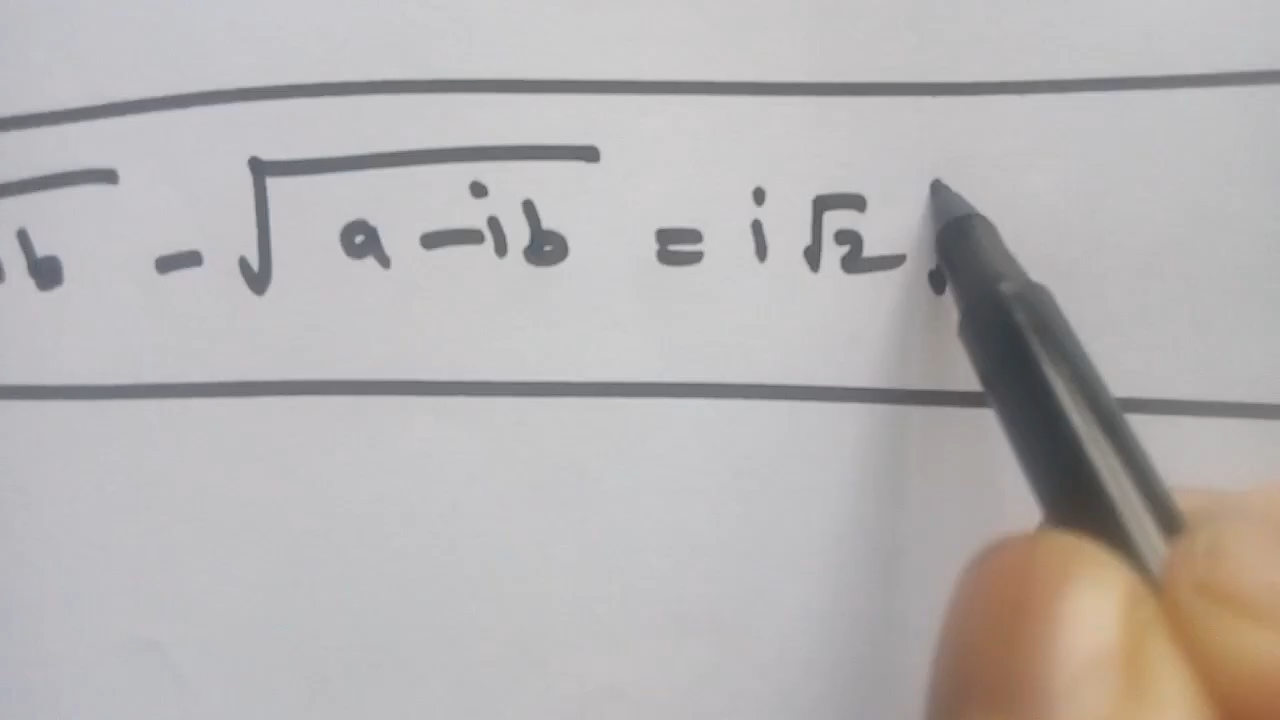 ib - √(a - ib) = i √2